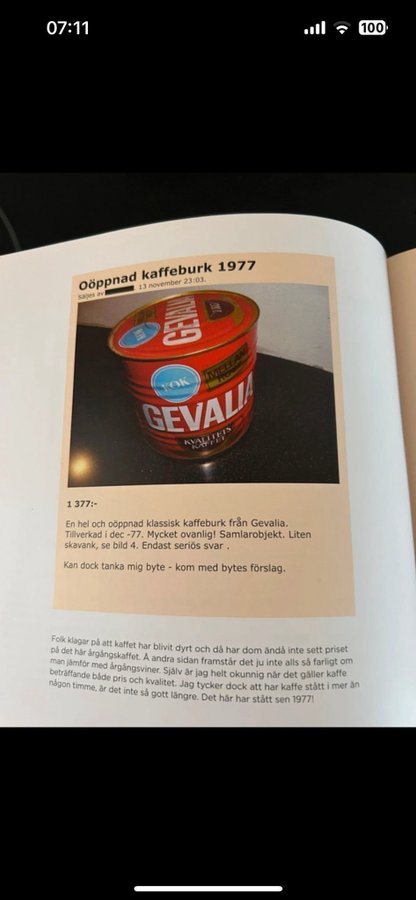 07:11
100
Oöppnad kaffeburk 1977
Säljes av
13 november 23:03.
GEVALIA
KOK
MELLAN
KOK
MELLAN
GEVALIA
KVALITETS
KAFFE
1 377:-
En hel och oöppnad klassisk kaffeburk från Gevalia.
Tillverkad i dec -77. Mycket ovanlig! Samlarobjekt. Liten
skavank, se bild 4. Endast seriös svar .
Kan dock tanka mig byte - kom med bytes förslag.
Folk klagar på att kaffet har blivit dyrt och då har dom ändå inte sett priset
på det här årgångskaffet. Å andra sidan framstår det ju inte alls så farligt om
man jämför med årgångsviner. Själv är jag helt okunnig när det gäller kaffe
beträffande både pris och kvalitet. Jag tycker dock att har kaffe stått i mer än
någon timme, är det inte så gott längre. Det här har stått sen 1977!